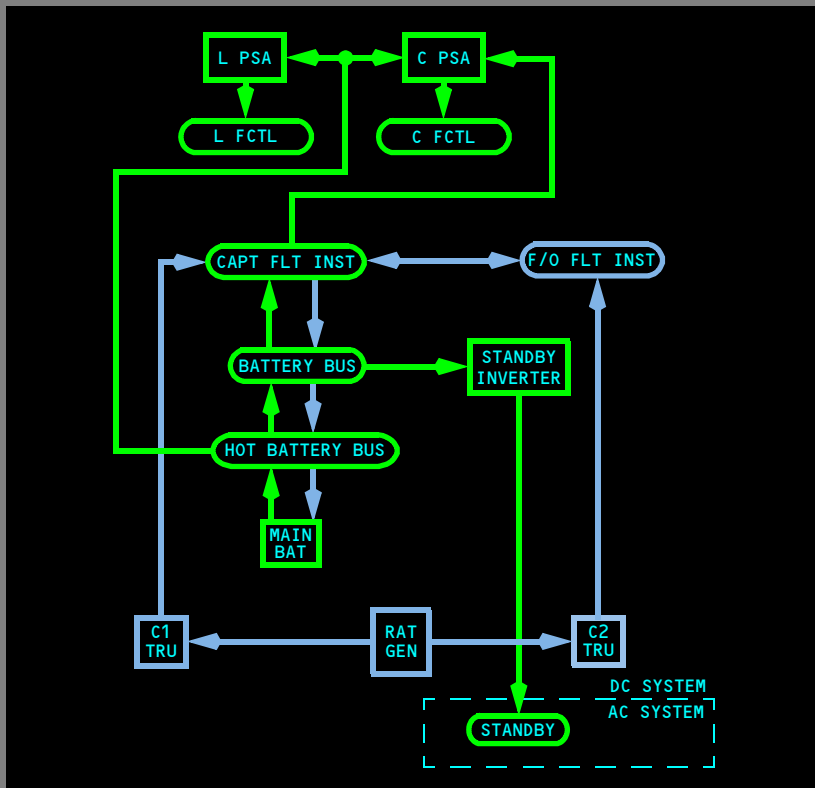 L PSA
C PSA
L FCTL
C FCTL
CAPT FLT INST
F/O FLT INST
BATTERY BUS
STANDBY
INVERTER
HOT BATTERY BUS
MAIN
BAT
C1
TRU
RAT
GEN
C2
TRU
DC SYSTEM
AC SYSTEM
STANDBY